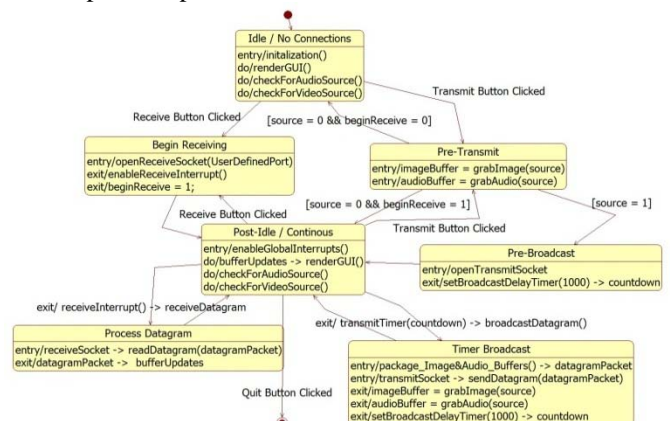 Idle / No Connections
entry/initalization()
do/renderGUI()
do/checkForAudioSource()
do/checkForVideoSource()
Receive Button Clicked
[source = 0 && beginReceive = 0]
Transmit Button Clicked
Begin Receiving
entry/openReceiveSocket(UserDefinedPort)
exit/enableReceiveInterrupt()
exit/beginReceive = 1;
Pre-Transmit
entry/imageBuffer = grabImage(source)
entry/audioBuffer = grabAudio(source)
Receive Button Clicked
[source = 0 && beginReceive = 1]
Transmit Button Clicked
[source = 1]
Post-Idle / Continous
entry/enableGlobalInterrupts()
do/bufferUpdates -> renderGUI()
do/checkForAudioSource()
do/checkForVideoSource()
Pre-Broadcast
entry/openTransmitSocket
exit/setBroadcastDelayTimer(1000) -> countdown
exit/ receiveInterrupt() -> receiveDatagram
exit/ transmitTimer(countdown) -> broadcastDatagram()
Process Datagram
entry/receiveSocket -> readDatagram(datagramPacket)
exit/datagramPacket -> bufferUpdates
Quit Button Clicked
Timer Broadcast
entry/package_Image&Audio_Buffers() -> datagramPacket
entry/transmitSocket -> sendDatagram(datagramPacket)
exit/imageBuffer = grabImage(source)
exit/audioBuffer = grabAudio(source)
exit/setBroadcastDelayTimer(1000) -> countdown